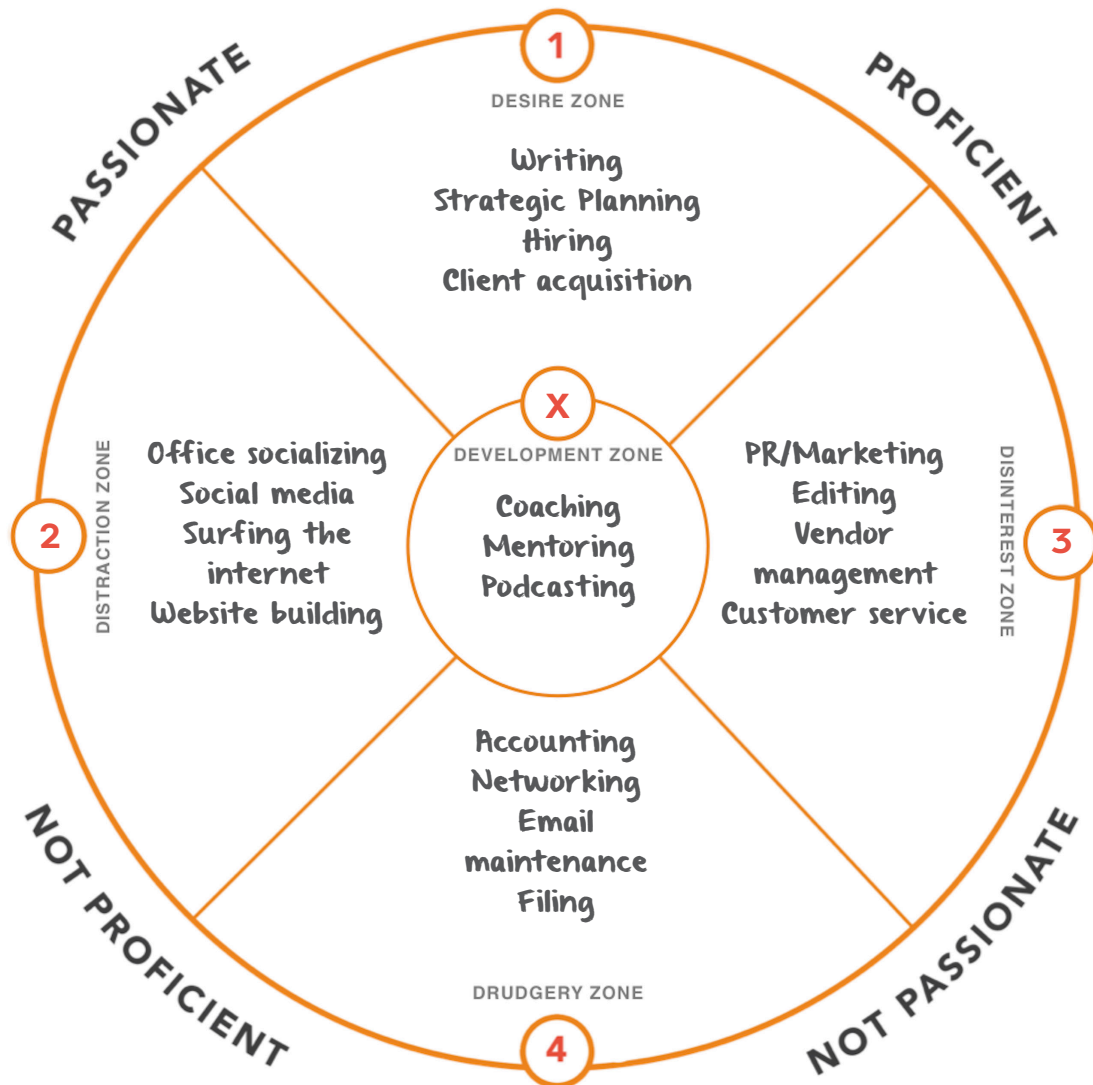 1
DESIRE ZONE
PASSIONATE
PROFICIENT
Writing
Strategic Planning
Hiring
Client acquisition
X
DEVELOPMENT ZONE
Coaching
Mentoring
Podcasting
2
DISTRACTION ZONE
Office socializing
Social media
Surfing the
internet
Website building
PR/Marketing
Editing
Vendor
management
Customer service
DISINTEREST ZONE
3
Accounting
Networking
Email
maintenance
Filing
DRUDGERY ZONE
4
NOT PROFICIENT
NOT PASSIONATE